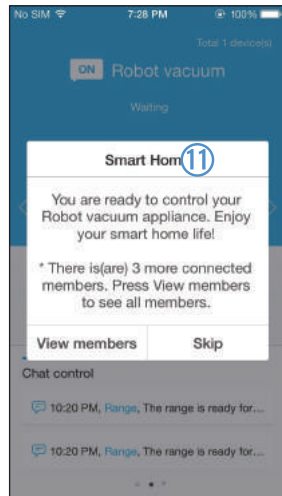 No SIM 7:28 PM @ 100%
Total 1 device(s)
ON Robot vacuum
Waiting
Smart Hom ⑪
You are ready to control your
Robot vacuum appliance. Enjoy
your smart home life!
* There is(are) 3 more connected
members. Press View members
to see all members.
View members Skip
Chat control
10:20 PM, Range, The range is ready for...
10:20 PM, Range, The range is ready for...